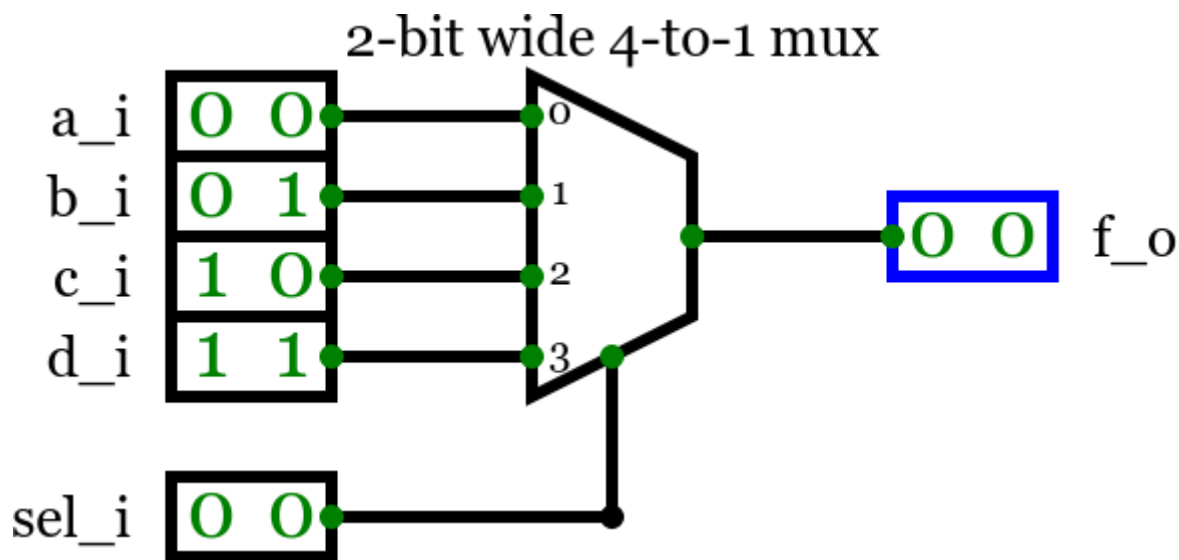 2-bit wide 4-to-1 mux
a_i 0 0 0
b_i 0 1 1
c_i 1 0 2
d_i 1 1 3
0 0 f_o
sel_i 0 0